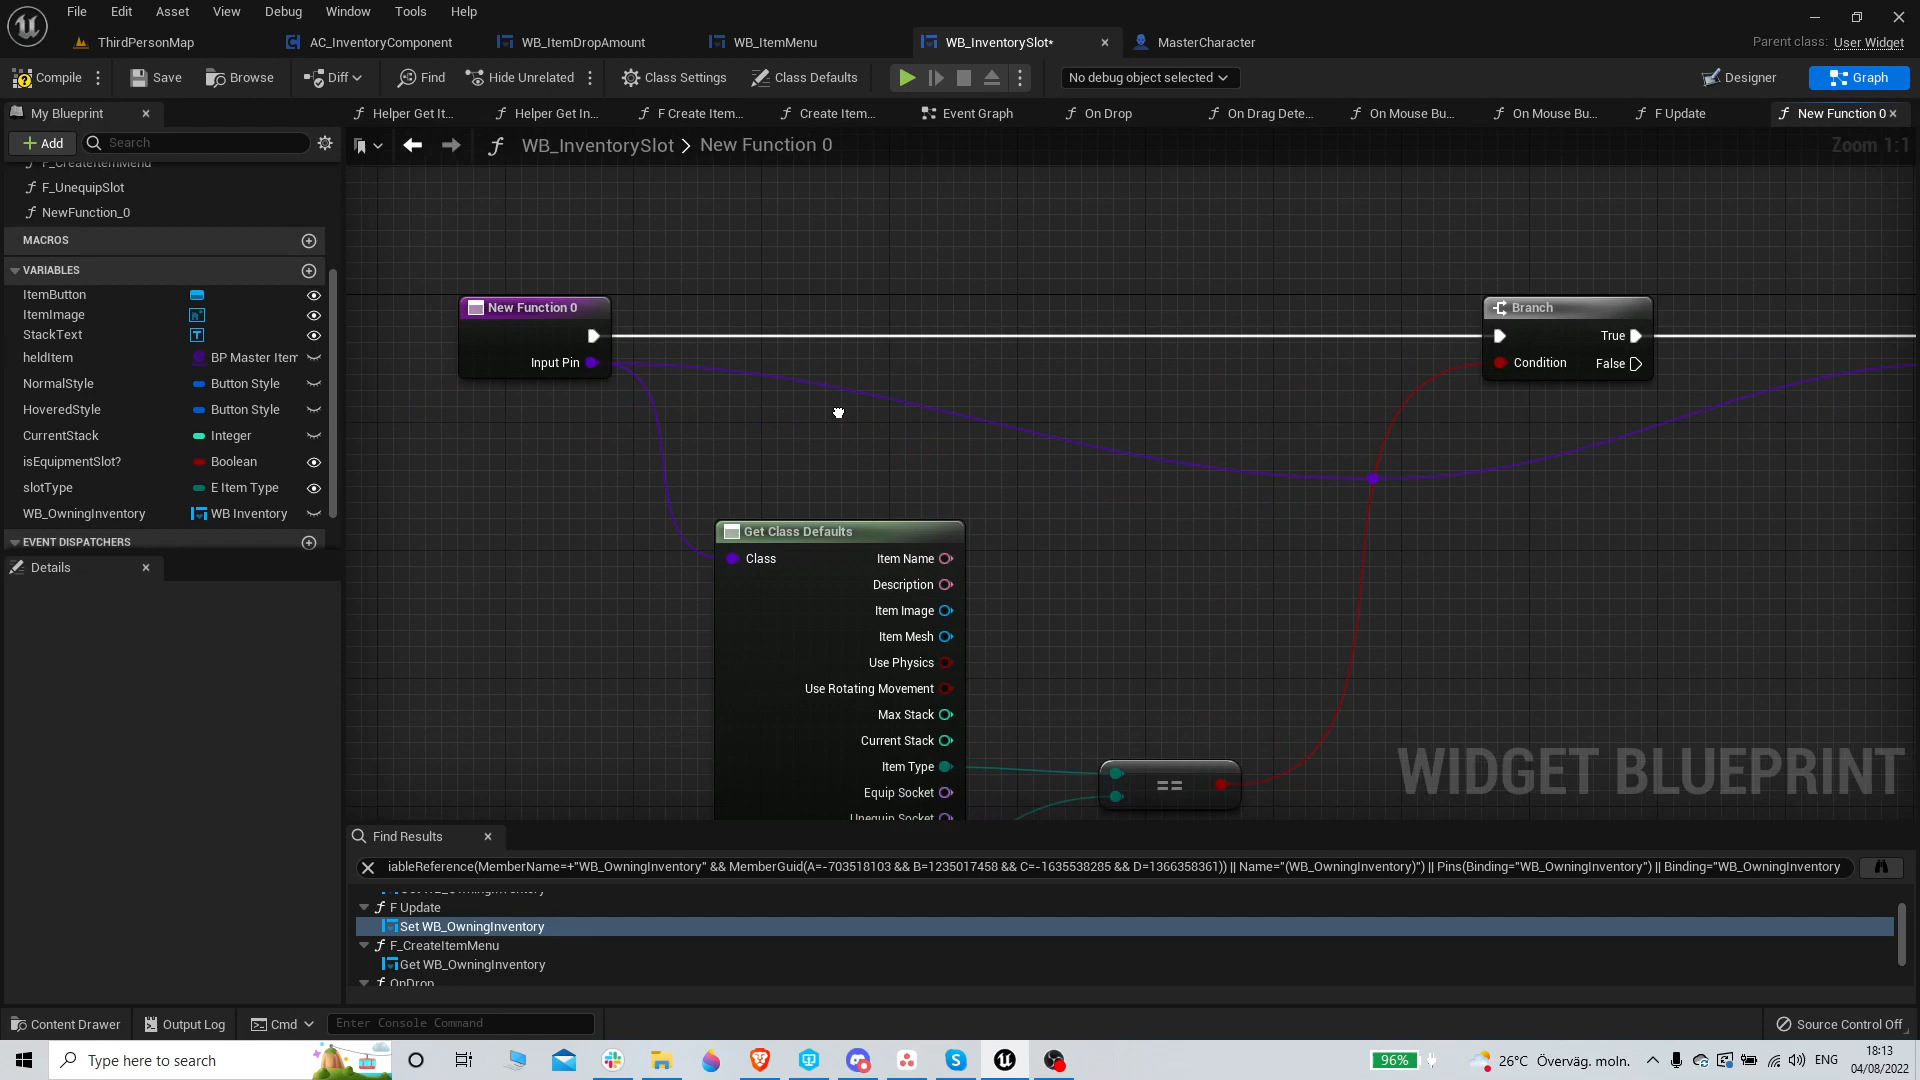 File Edit Asset View Debug Window Tools Help
ThirdPersonMap AC_InventoryComponent WB_ItemDropAmount WB_ItemMenu WB_InventorySlot* MasterCharacter Parent class: User Widget
Compile Save Browse Diff Find Hide Unrelated Class Settings Class Defaults No debug object selected Designer Graph
My Blueprint Helper Get It... Helper Get In... F Create Item... Create Item... Event Graph On Drop On Drag Dete... On Mouse Bu... On Mouse Bu... F Update New Function 0
Add Search WB_InventorySlot > New Function 0 Zoom 1:1
F_CreateItemMenu
F_UnequipSlot
NewFunction_0
MACROS
VARIABLES
ItemButton
ItemImage
StackText
heldItem BP Master Item
NormalStyle Button Style
HoveredStyle Button Style
CurrentStack Integer
isEquipmentSlot? Boolean
slotType E Item Type
WB_OwningInventory WB Inventory
EVENT DISPATCHERS
Details
New Function 0
Input Pin
Branch
True
Condition False
Get Class Defaults
Class Item Name
Description
Item Image
Item Mesh
Use Physics
Use Rotating Movement
Max Stack
Current Stack
Item Type
Equip Socket
Unequip Socket
==
WIDGET BLUEPRINT
Find Results
iableReference(MemberName=+"WB_OwningInventory" && MemberGuid(A=-703518103 && B=1235017458 && C=-1635538285 && D=1366358361)) || Name="(WB_OwningInventory)") || Pins(Binding="WB_OwningInventory") || Binding="WB_OwningInventory
Get WB_OwningInventory
F Update
Set WB_OwningInventory
F_CreateItemMenu
Get WB_OwningInventory
OnDrop
Content Drawer Output Log Cmd Enter Console Command Source Control Off
Type here to search 96% 26°C Överväg. moln. ENG 18:13
04/08/2022